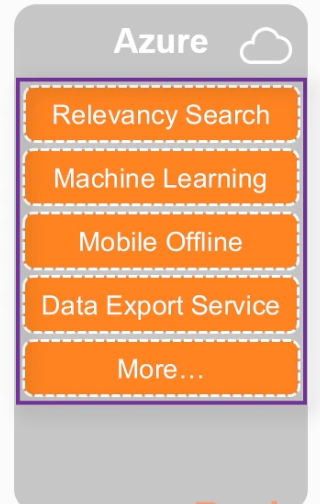 Azure
Relevancy Search
Machine Learning
Mobile Offline
Data Export Service
More…